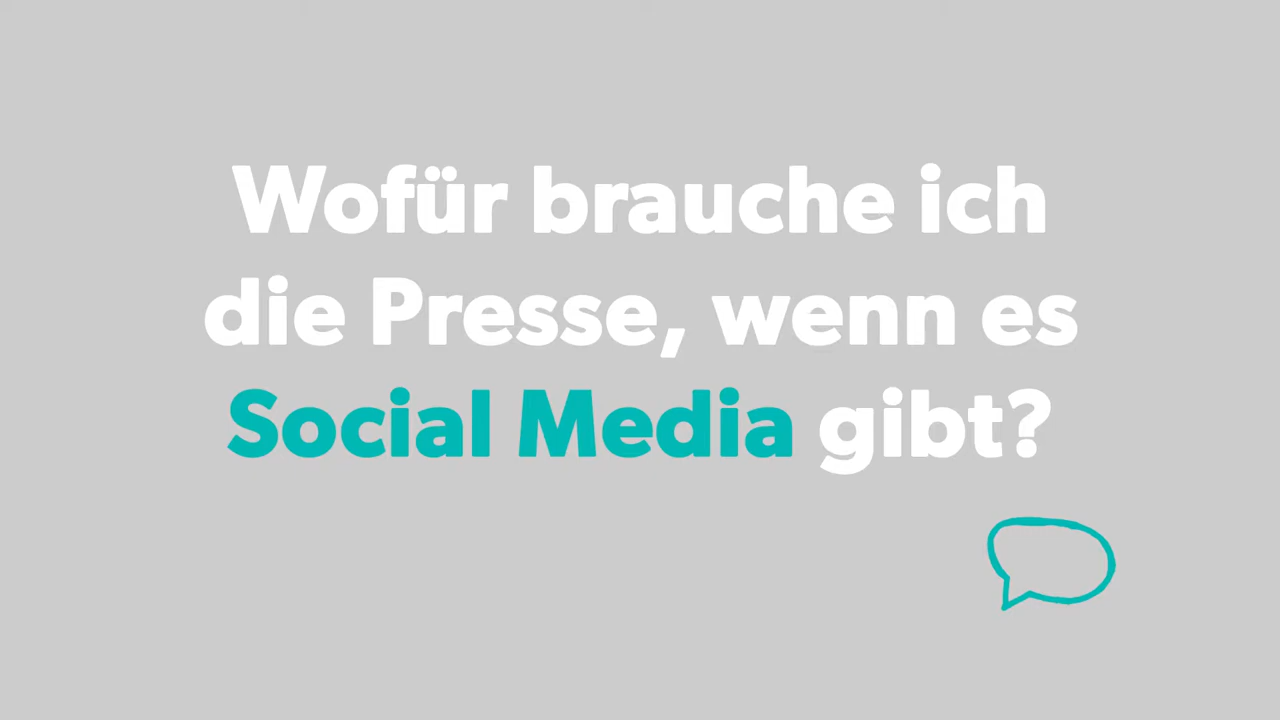 Wofür brauche ich
die Presse, wenn es
Social Media gibt?